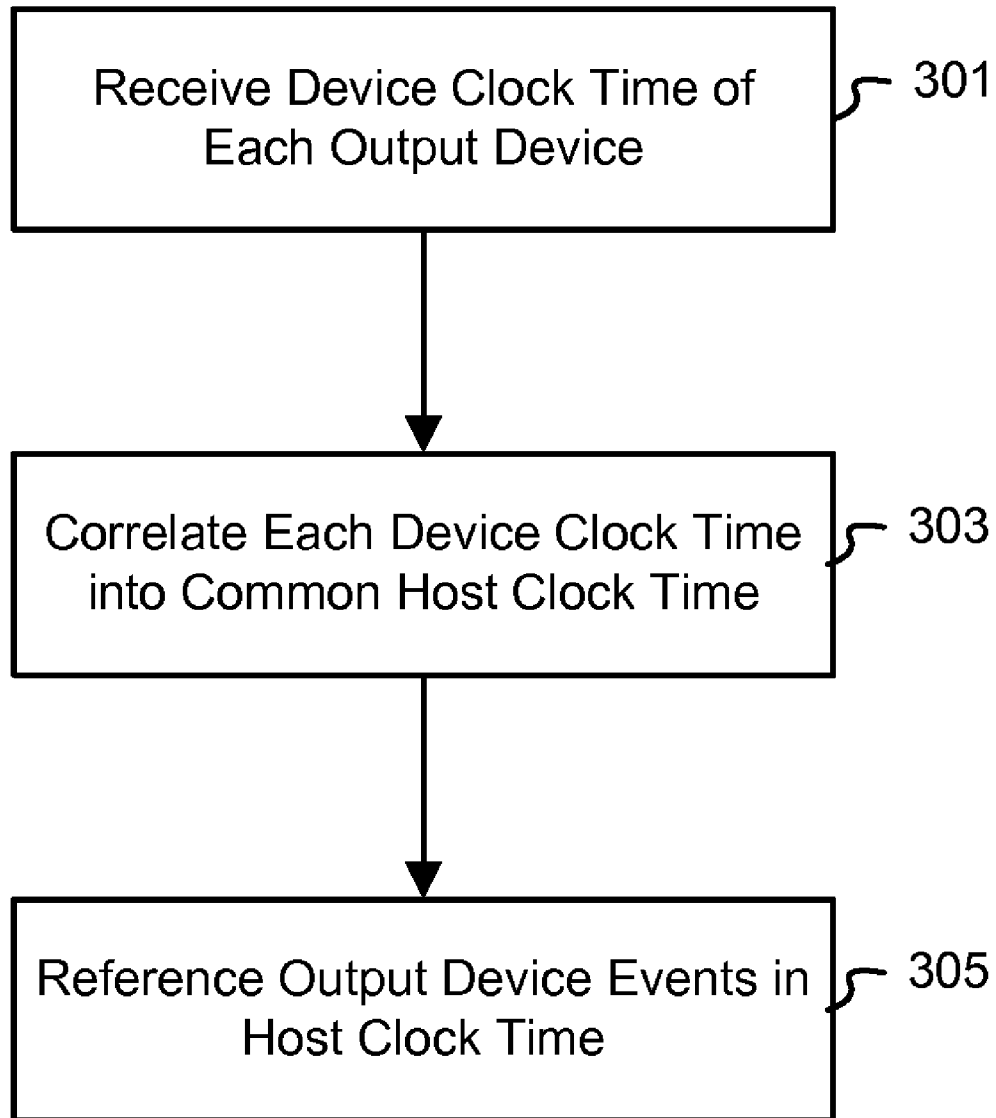 Receive Device Clock Time of
Each Output Device
301
Correlate Each Device Clock Time
into Common Host Clock Time
303
Reference Output Device Events in
Host Clock Time
305